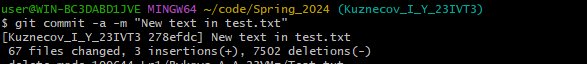 user@WIN-BC3DABD1JVE MINGW64 ~/code/Spring_2024 (Kuznecov_I_Y_23IVT3)
$ git commit -a -m "New text in test.txt"
[Kuznecov_I_Y_23IVT3 278efdc] New text in test.txt
 67 files changed, 3 insertions(+), 7502 deletions(-)